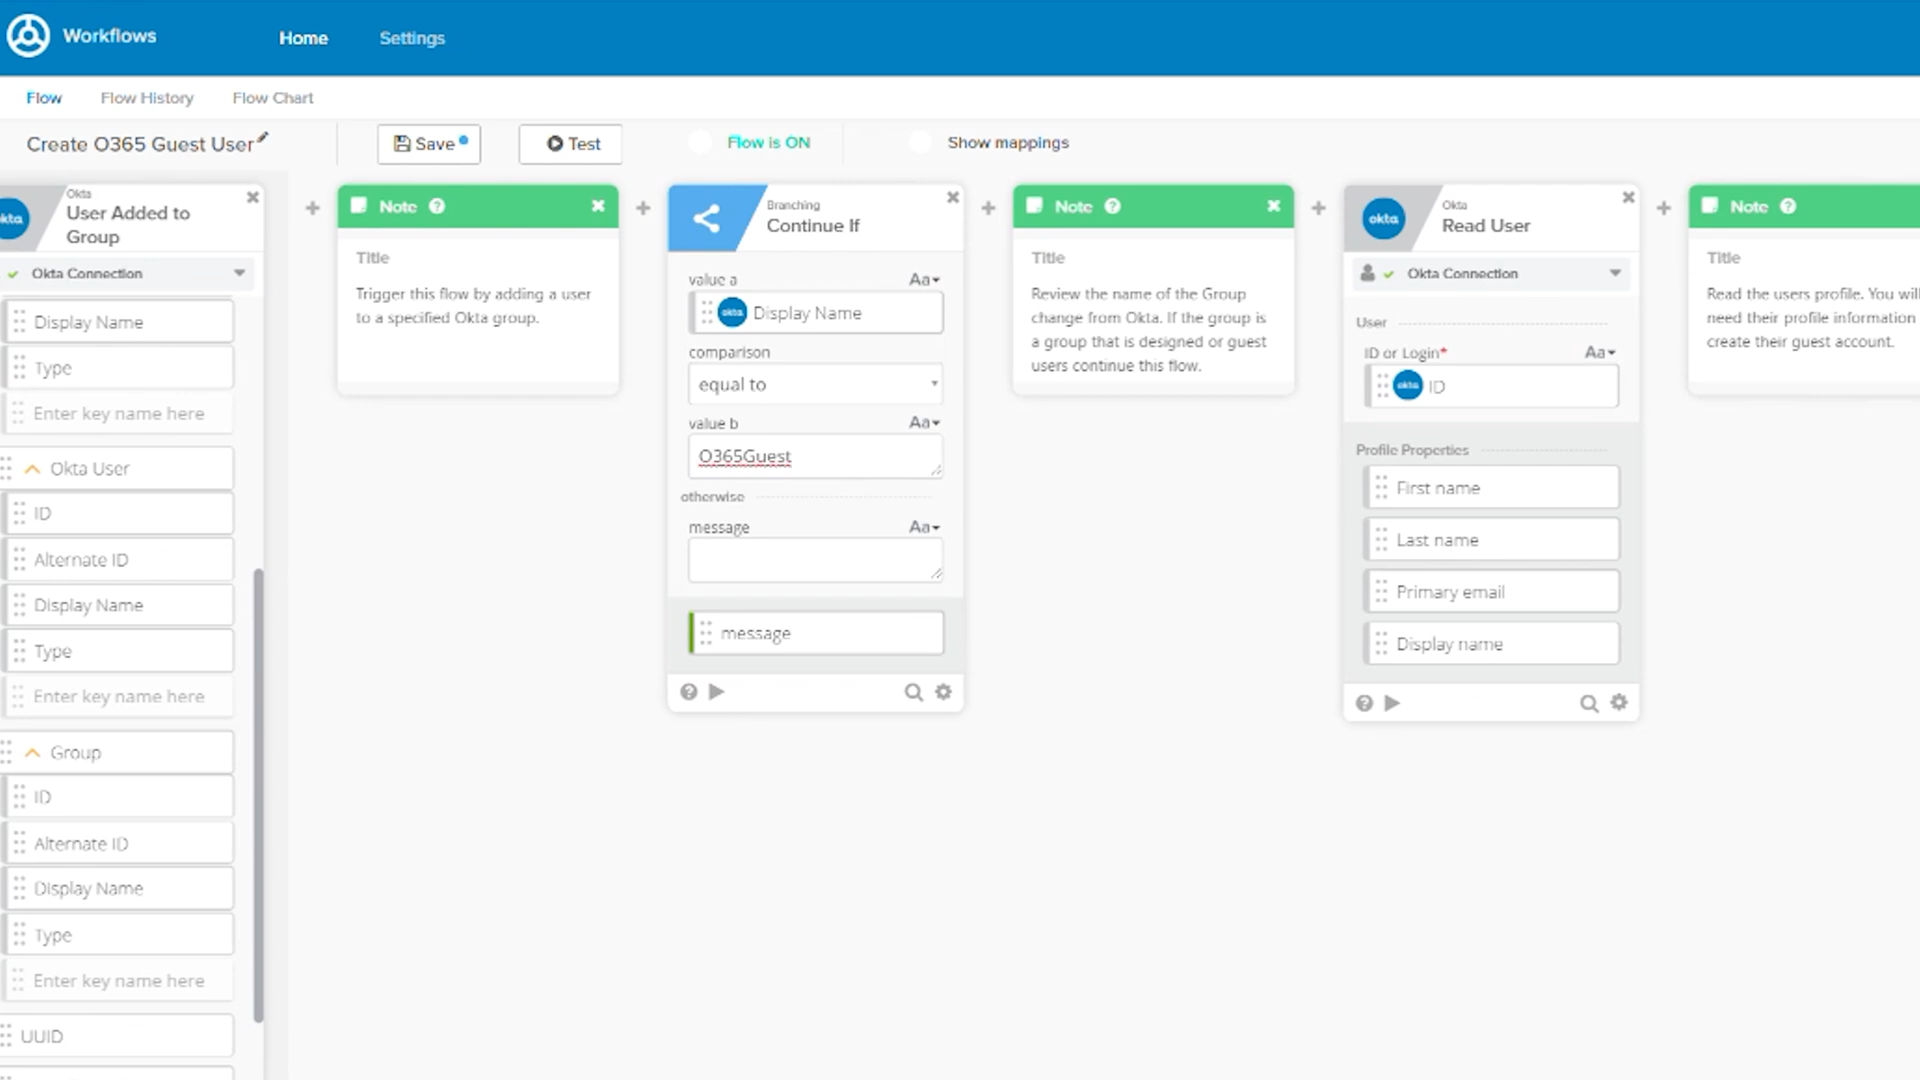 Workflows
Home
Settings
Flow
Flow History
Flow Chart
Create O365 Guest User
Save
Test
Flow is ON
Show mappings
okta
Okta
User Added to
Group
Okta Connection
Display Name
Type
Enter key name here
Okta User
ID
Alternate ID
Display Name
Type
Enter key name here
Group
ID
Alternate ID
Display Name
Type
Enter key name here
UUID
Note
Title
Trigger this flow by adding a user
to a specified Okta group.
Branching
Continue If
value a
Aa
okta
Display Name
comparison
equal to
value b
Aa
O365Guest
otherwise
message
Aa
message
Note
Title
Review the name of the Group
change from Okta. If the group is
a group that is designed or guest
users continue this flow.
okta
Okta
Read User
Okta Connection
User
ID or Login*
Aa
okta
ID
Profile Properties
First name
Last name
Primary email
Display name
Note
Title
Read the users profile. You will
need their profile information
create their guest account.